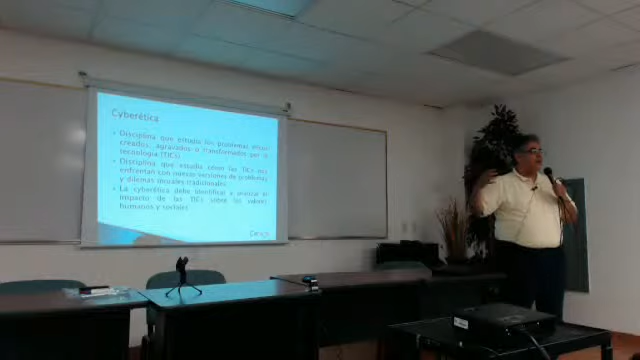 Cyberética
Disciplina que estudia los problemas éticos
creados, agravados o transformados por la
tecnología (TICS)
Disciplina que estudia cómo las TICs nos
enfrentan con nuevas versiones de problemas
y dilemas morales tradicionales
La cyberética debe identificar y analizar el
impacto de las TICs sobre los valores
humanos y sociales